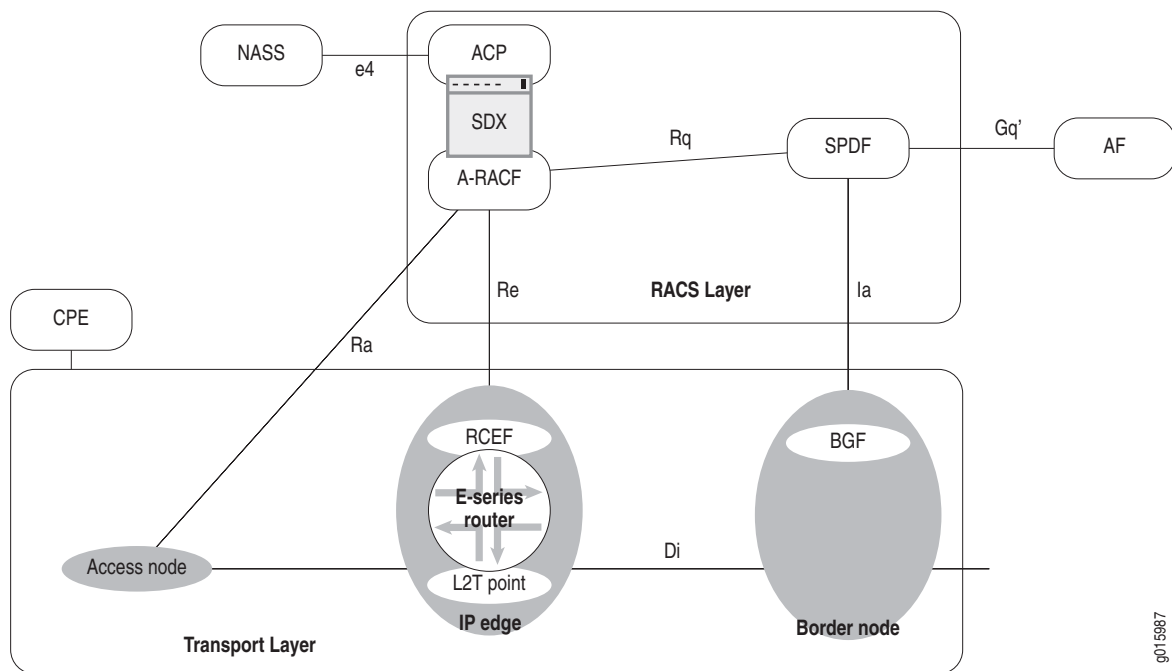 NASS
e4
ACP
SDX
A-RACF
Rq
SPDF
Gq’
AF
Re
RACS Layer
Ia
CPE
Ra
RCEF
BGF
E-series
router
Access node
Di
L2T point
IP edge
Border node
Transport Layer
g015987